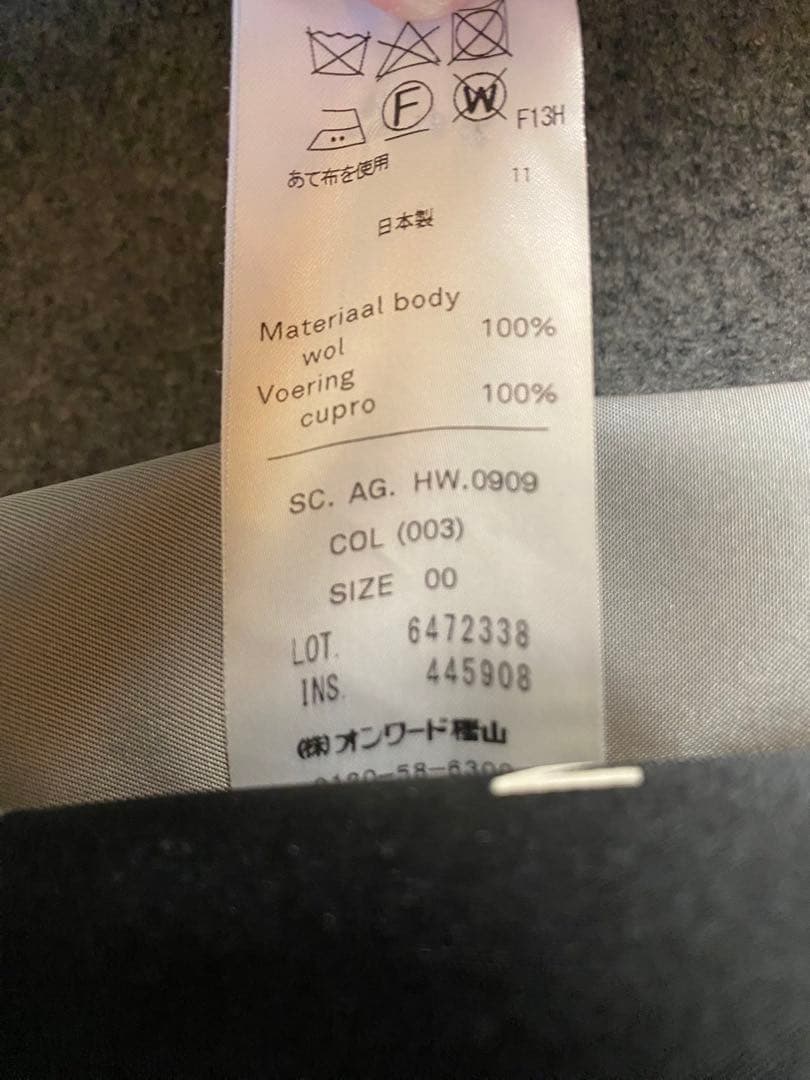 F W F13H
あて布を使用 11
日本製
Materiaal body
wol 100%
Voering
cupro 100%
SC. AG. HW.0909
COL (003)
SIZE 00
LOT. 6472338
INS. 445908
(株)オンワード樫山